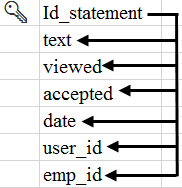 Id_statement
text
viewed
accepted
date
user_id
emp_id